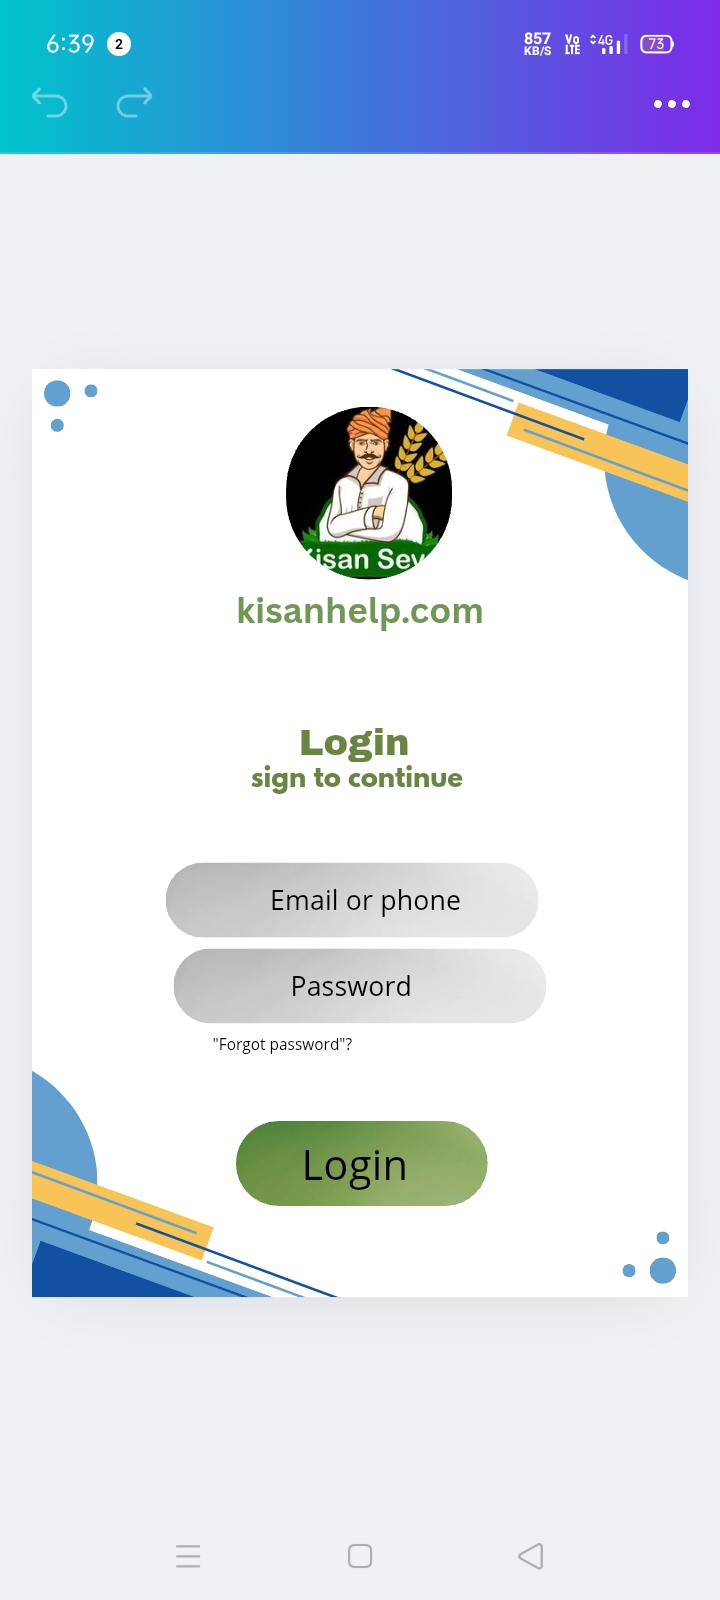 6:39 2 857 KB/S Vo LTE 4G 73
Kisan Sev
kisanhelp.com
Login
sign to continue
Email or phone
Password
"Forgot password"?
Login